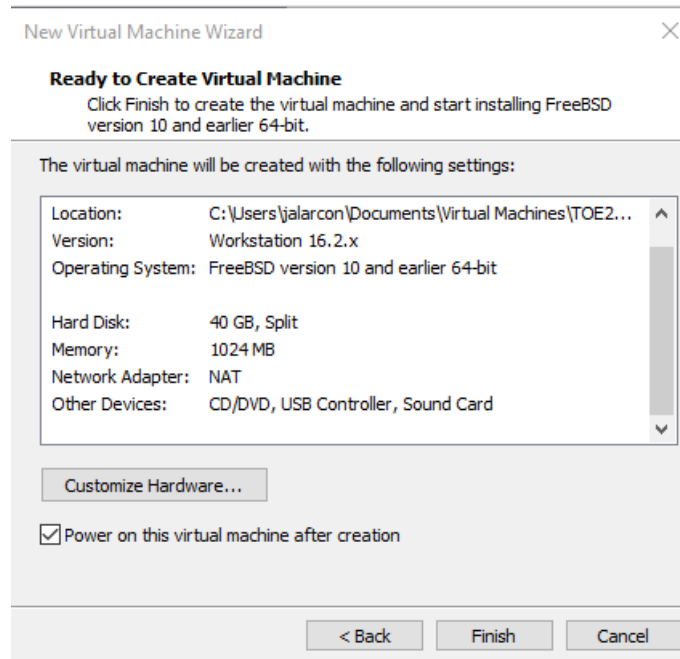 New Virtual Machine Wizard
Ready to Create Virtual Machine
Click Finish to create the virtual machine and start installing FreeBSD
version 10 and earlier 64-bit.
The virtual machine will be created with the following settings:
Location: C:\Users\jalarcon\Documents\Virtual Machines\TOE2...
Version: Workstation 16.2.x
Operating System: FreeBSD version 10 and earlier 64-bit
Hard Disk: 40 GB, Split
Memory: 1024 MB
Network Adapter: NAT
Other Devices: CD/DVD, USB Controller, Sound Card
Customize Hardware...
Power on this virtual machine after creation
< Back Finish Cancel